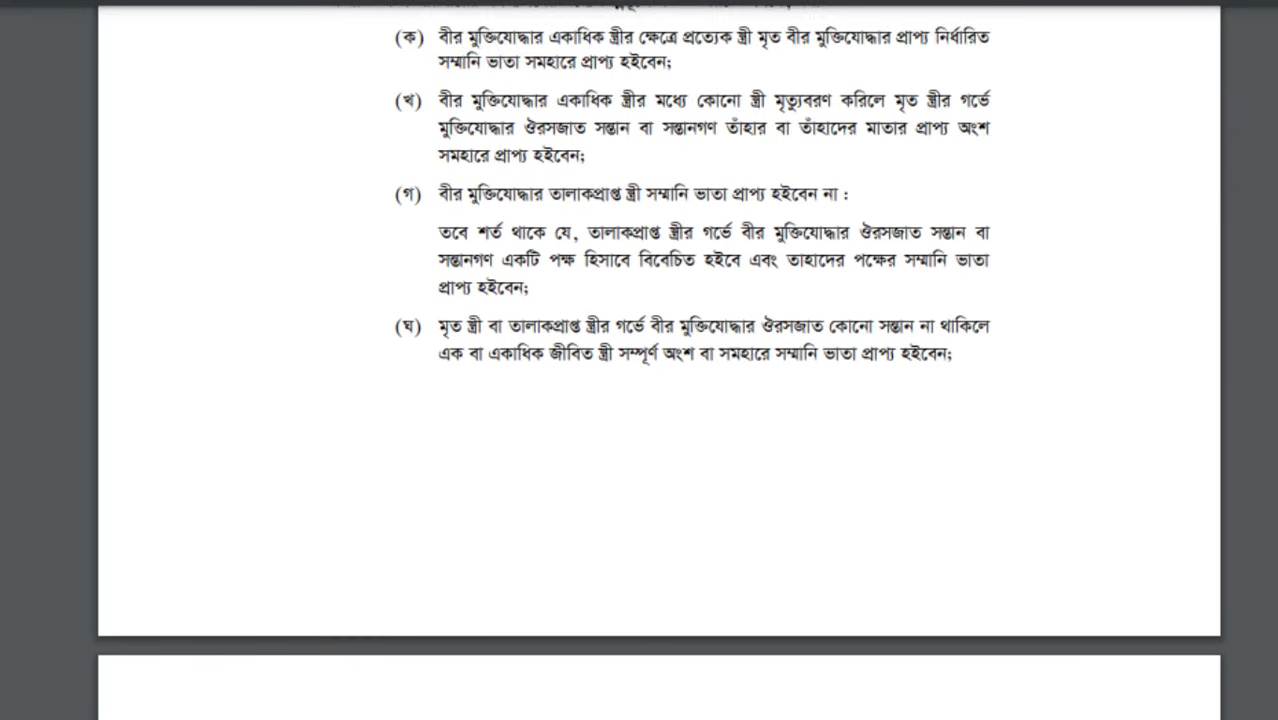 (ক) বীর মুক্তিযোদ্ধার একাধিক স্ত্রীর ক্ষেত্রে প্রত্যেক স্ত্রী মৃত বীর মুক্তিযোদ্ধার প্রাপ্য নির্ধারিত
সম্মানি ভাতা সমহারে প্রাপ্য হইবেন;
(খ) বীর মুক্তিযোদ্ধার একাধিক স্ত্রীর মধ্যে কোনো স্ত্রী মৃত্যুবরণ করিলে মৃত স্ত্রীর গর্ভে
মুক্তিযোদ্ধার ঔরসজাত সন্তান বা সন্তানগণ তাঁহার বা তাঁহাদের মাতার প্রাপ্য অংশ
সমহারে প্রাপ্য হইবেন;
(গ) বীর মুক্তিযোদ্ধার তালাকপ্রাপ্ত স্ত্রী সম্মানি ভাতা প্রাপ্য হইবেন না :
তবে শর্ত থাকে যে, তালাকপ্রাপ্ত স্ত্রীর গর্ভে বীর মুক্তিযোদ্ধার ঔরসজাত সন্তান বা
সন্তানগণ একটি পক্ষ হিসাবে বিবেচিত হইবে এবং তাহাদের পক্ষের সম্মানি ভাতা
প্রাপ্য হইবেন;
(ঘ) মৃত স্ত্রী বা তালাকপ্রাপ্ত স্ত্রীর গর্ভে বীর মুক্তিযোদ্ধার ঔরসজাত কোনো সন্তান না থাকিলে
এক বা একাধিক জীবিত স্ত্রী সম্পূর্ণ অংশ বা সমহারে সম্মানি ভাতা প্রাপ্য হইবেন;